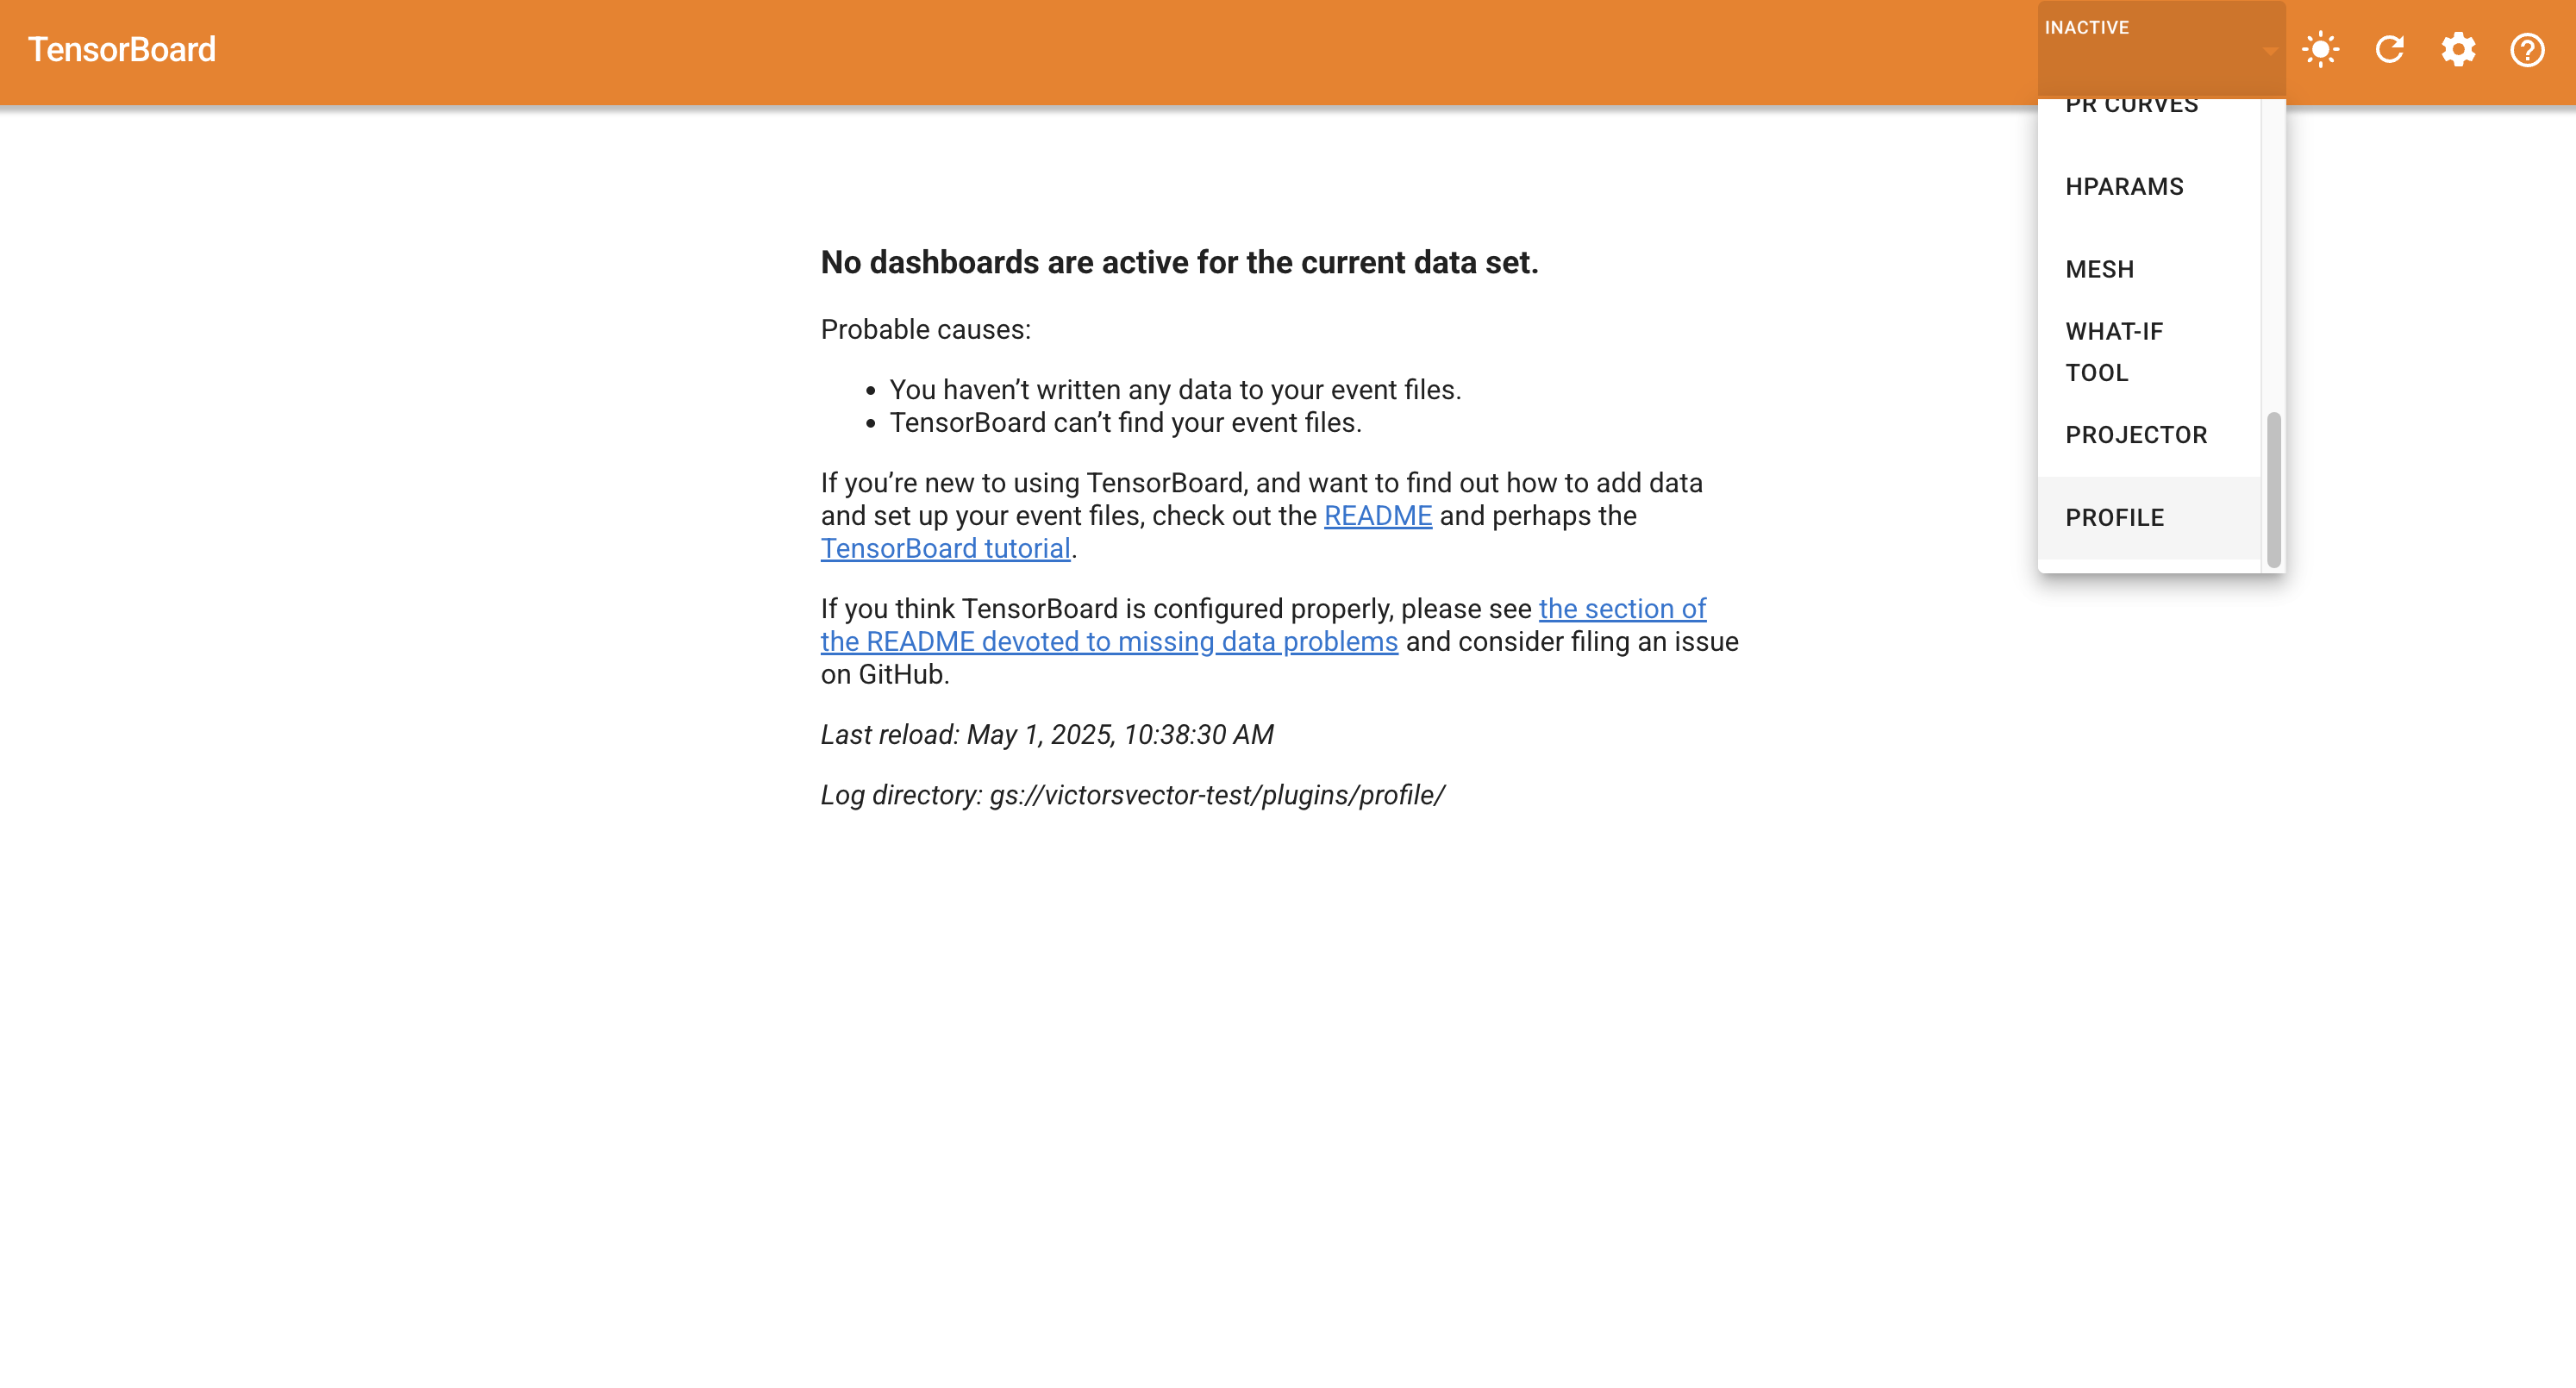 TensorBoard
INACTIVE
PR CURVES
HPARAMS
MESH
WHAT-IF
TOOL
PROJECTOR
PROFILE
No dashboards are active for the current data set.
Probable causes:
• You haven’t written any data to your event files.
• TensorBoard can’t find your event files.
If you’re new to using TensorBoard, and want to find out how to add data
and set up your event files, check out the README and perhaps the
TensorBoard tutorial.
If you think TensorBoard is configured properly, please see the section of
the README devoted to missing data problems and consider filing an issue
on GitHub.
Last reload: May 1, 2025, 10:38:30 AM
Log directory: gs://victorsvector-test/plugins/profile/